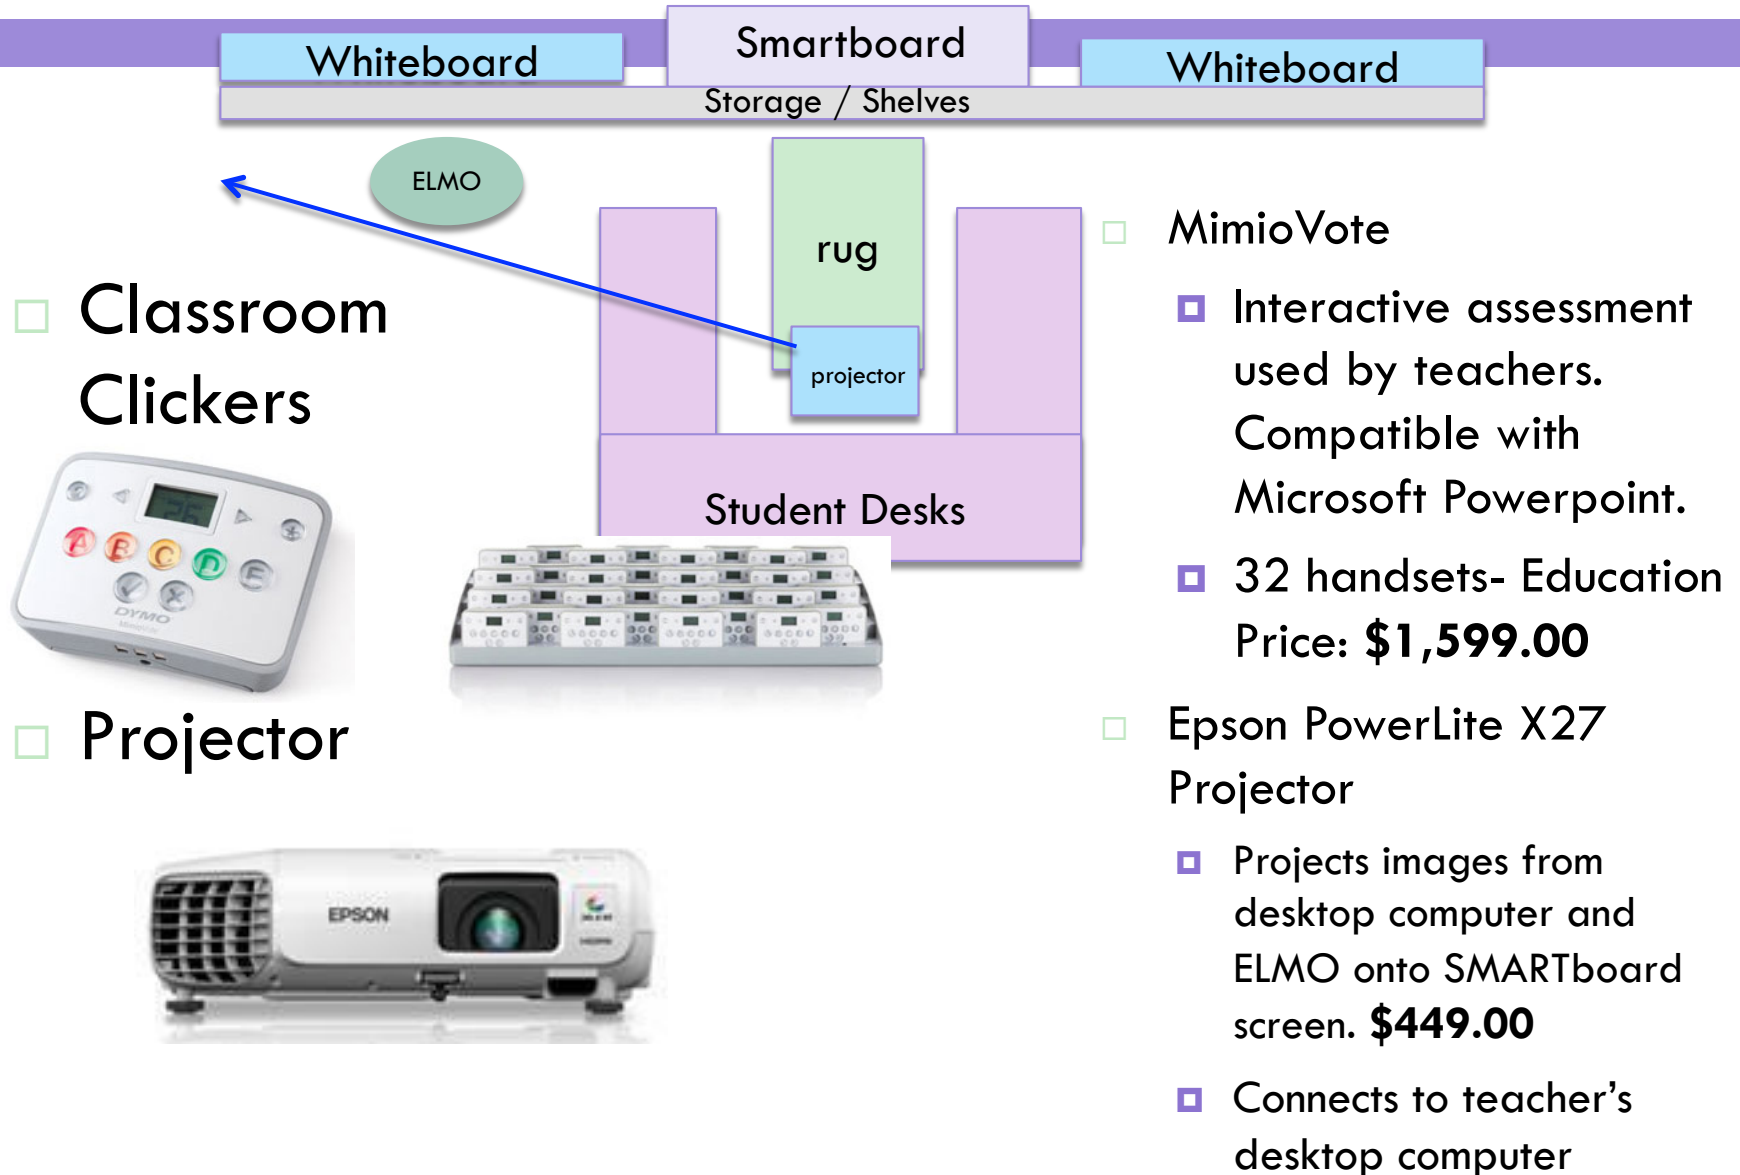 Whiteboard
Smartboard
Whiteboard
Storage / Shelves
ELMO
rug
projector
Student Desks
Classroom
Clickers
26
A B C D E
DYMO
Projector
EPSON
MimioVote
Interactive assessment
used by teachers.
Compatible with
Microsoft Powerpoint.
32 handsets- Education
Price: $1,599.00
Epson PowerLite X27
Projector
Projects images from
desktop computer and
ELMO onto SMARTboard
screen. $449.00
Connects to teacher’s
desktop computer